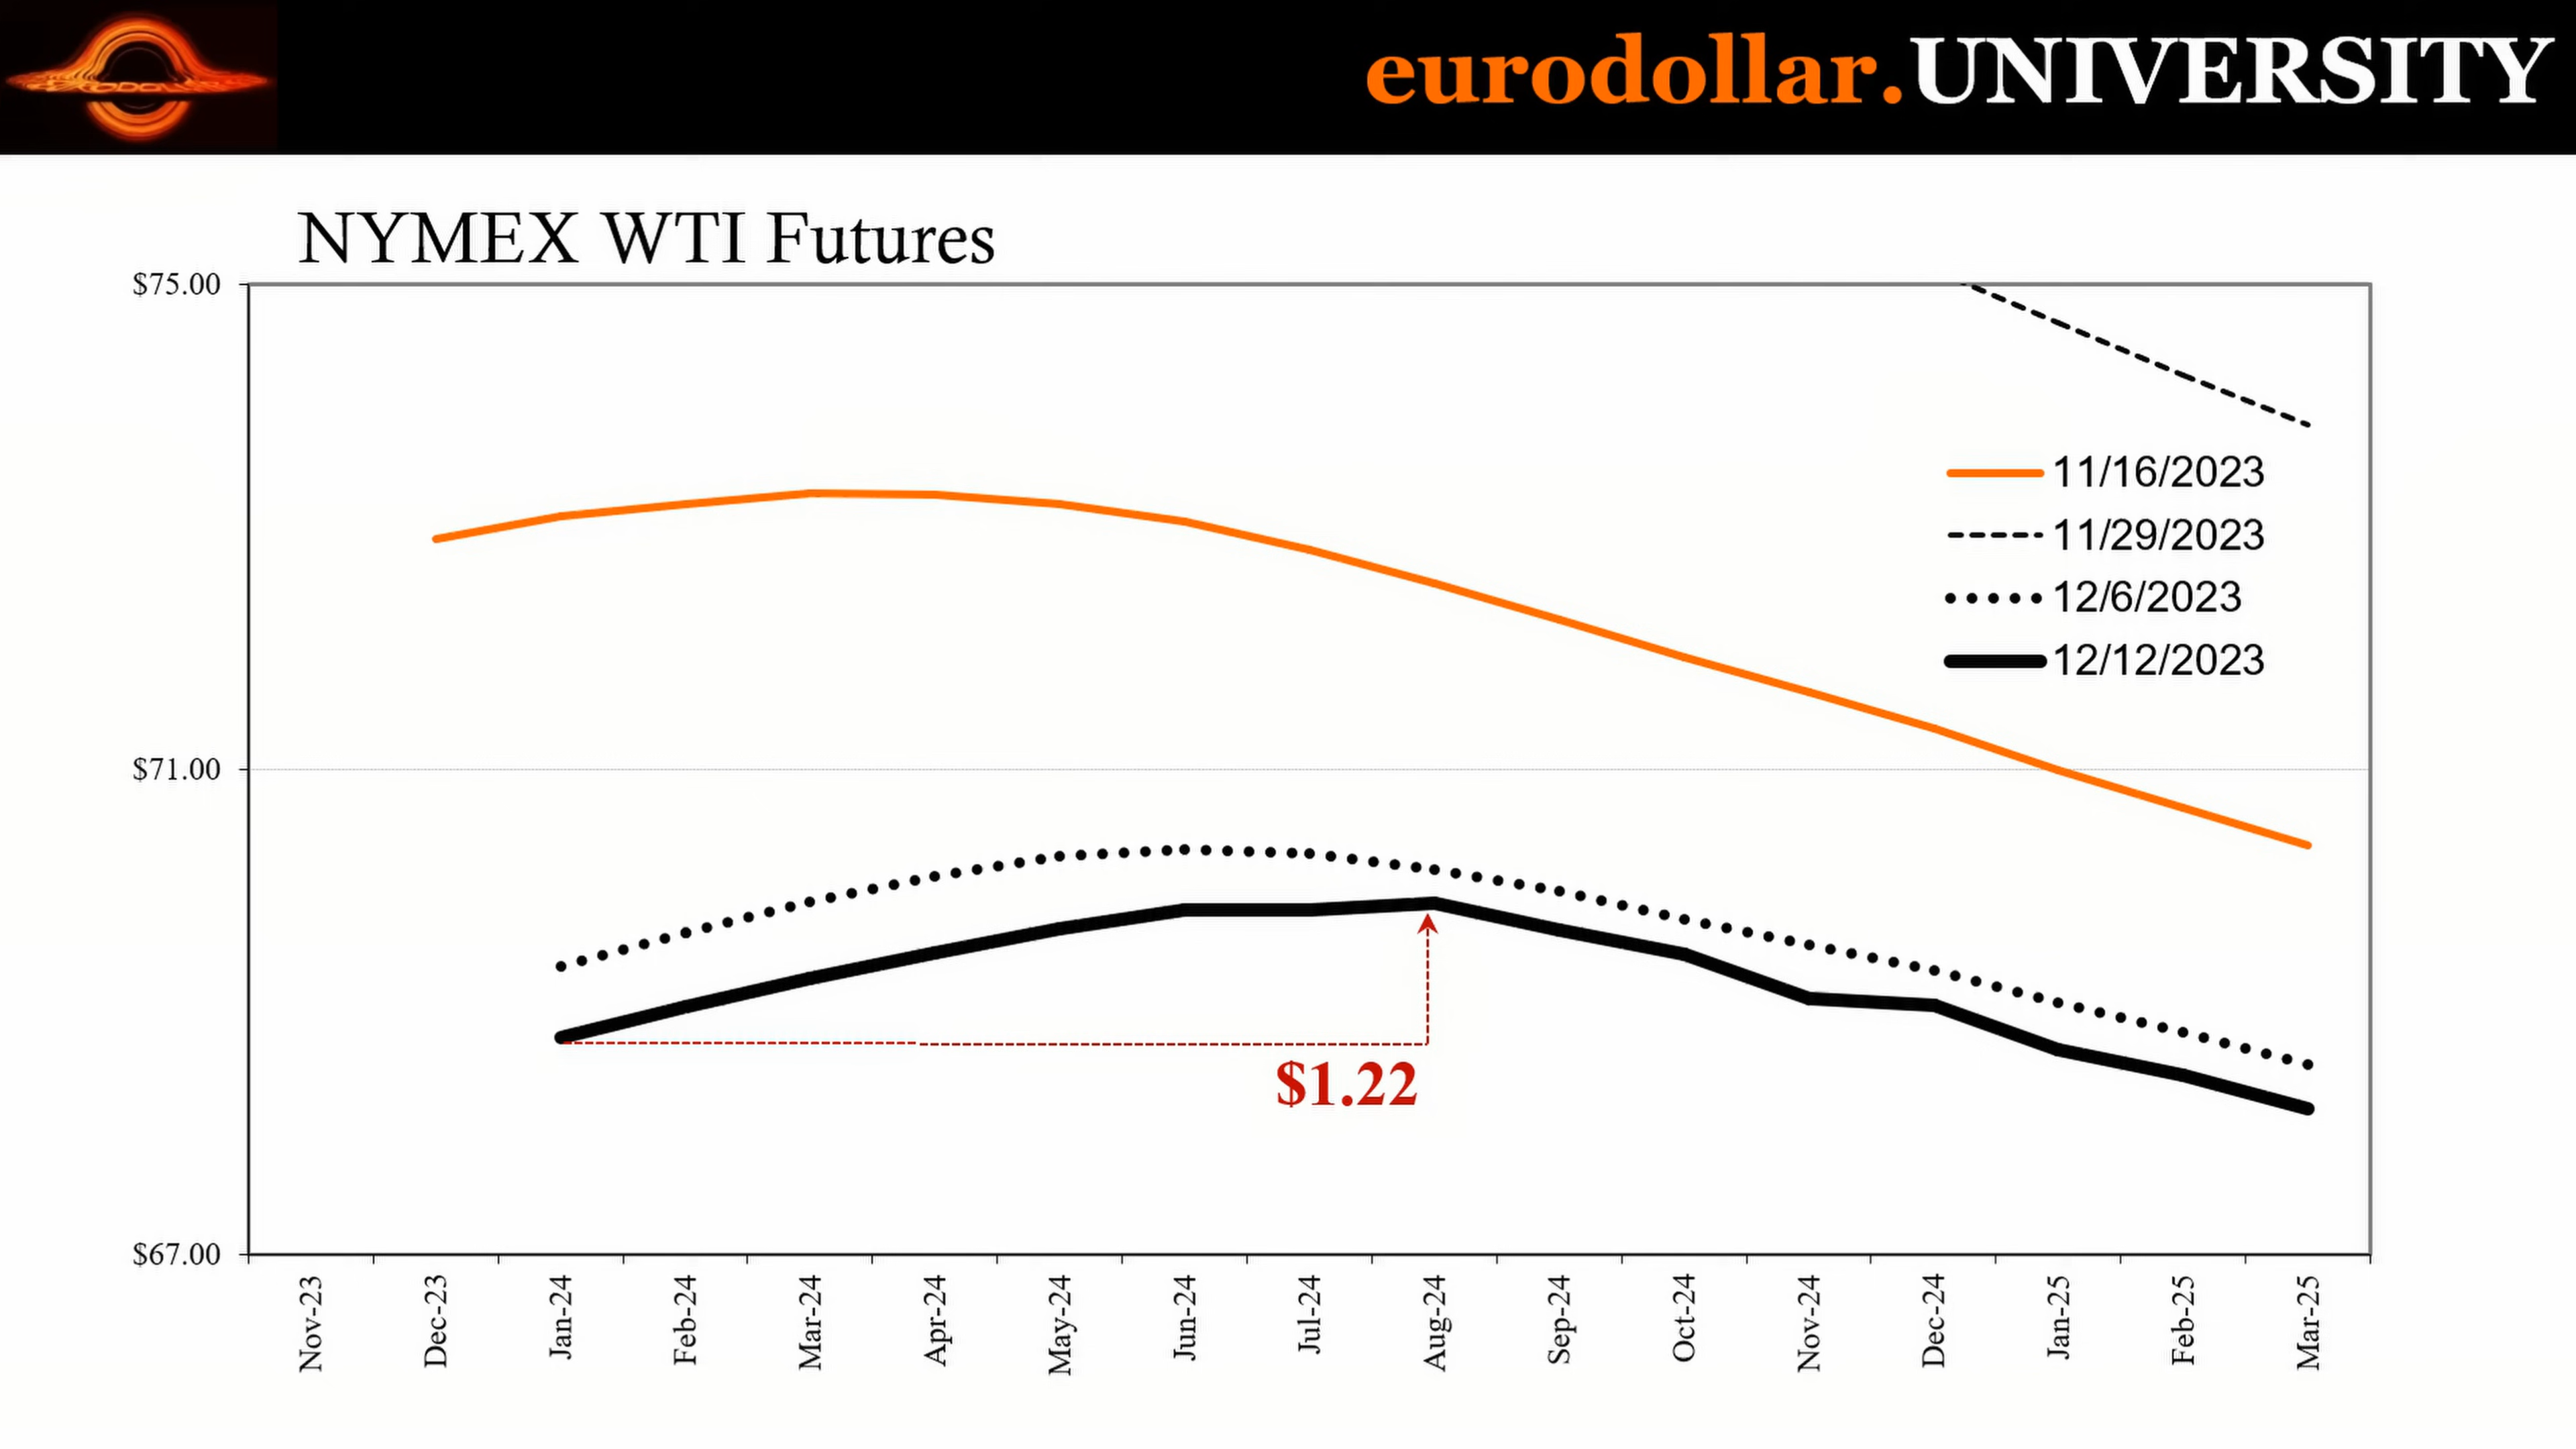 eurodollar.UNIVERSITY
NYMEX WTI Futures
$75.00
$71.00
$67.00
11/16/2023
11/29/2023
12/6/2023
12/12/2023
$1.22
Nov-23
Dec-23
Jan-24
Feb-24
Mar-24
Apr-24
May-24
Jun-24
Jul-24
Aug-24
Sep-24
Oct-24
Nov-24
Dec-24
Jan-25
Feb-25
Mar-25